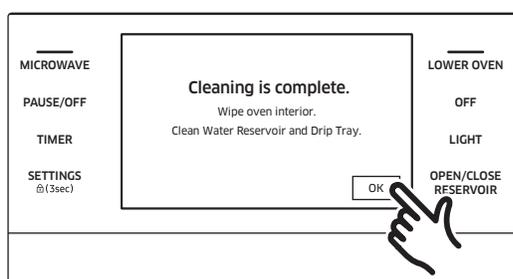 MICROWAVE
PAUSE/OFF
TIMER
SETTINGS
(3sec)
Cleaning is complete.
Wipe oven interior.
Clean Water Reservoir and Drip Tray.
OK
LOWER OVEN
OFF
LIGHT
OPEN/CLOSE
RESERVOIR